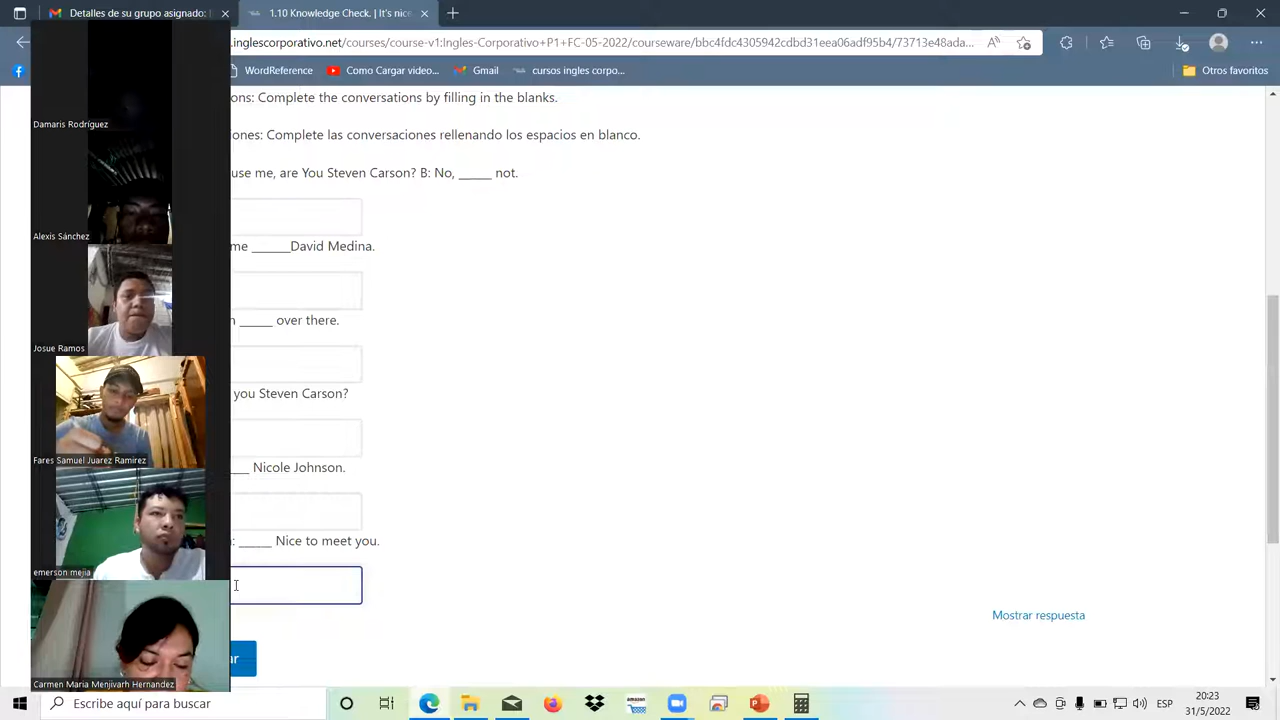 Detalles de su grupo asignado:
1.10 Knowledge Check. | It's nice
.inglescorporativo.net/courses/course-v1:Ingles-Corporativo+P1+FC-05-2022/courseware/bbc4fdc4305942cdbd31eea06adf95b4/73713e48ada...
WordReference
Como Cargar video...
Gmail
cursos ingles corpo...
Otros favoritos
ons: Complete the conversations by filling in the blanks.
Damaris Rodríguez
ones: Complete las conversaciones rellenando los espacios en blanco.
use me, are You Steven Carson? B: No, _____ not.
Alexis Sánchez
me ______David Medina.
n _____ over there.
Josue Ramos
you Steven Carson?
Fares Samuel Juarez Ramirez
___ Nicole Johnson.
: _____ Nice to meet you.
emerson mejia
Mostrar respuesta
ar
Carmen Maria Menjivarh Hernandez
Escribe aquí para buscar
amazon
ESP
20:23
31/5/2022